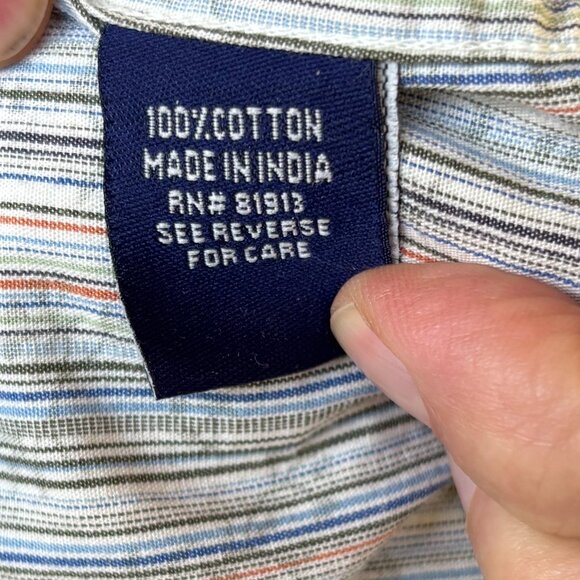 100% COTTON
MADE IN INDIA
RN# 81913
SEE REVERSE
FOR CARE